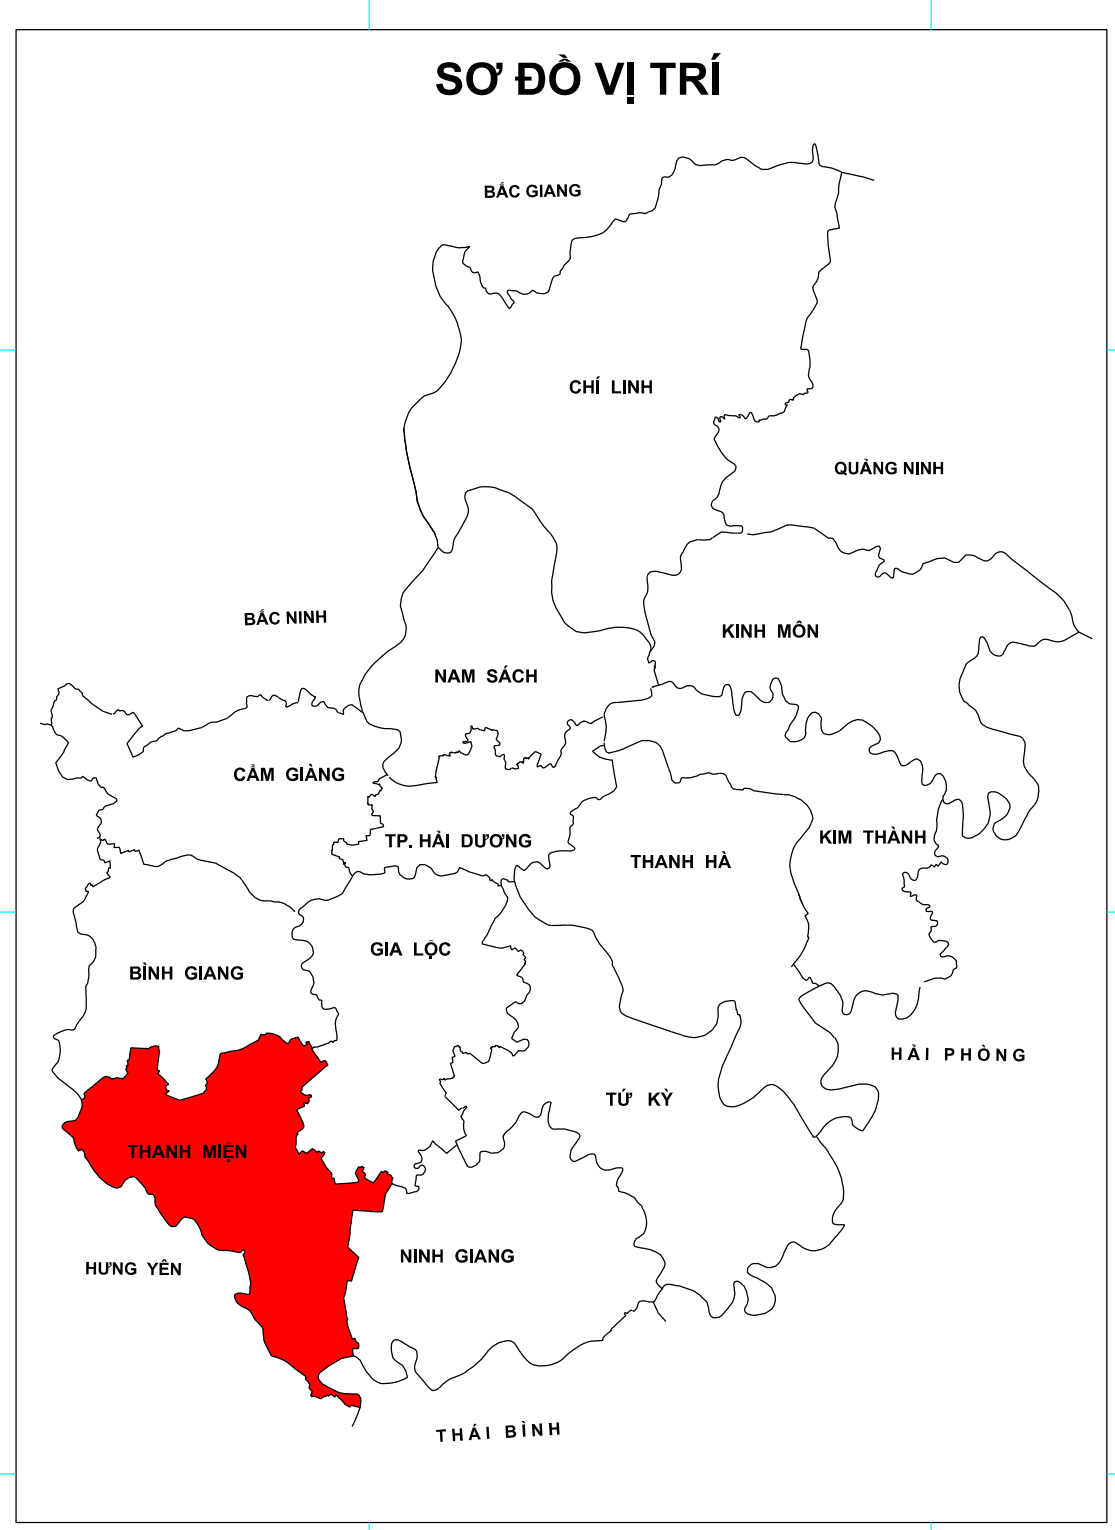 SƠ ĐỒ VỊ TRÍ
BẮC GIANG
CHÍ LINH
QUẢNG NINH
BẮC NINH
KINH MÔN
NAM SÁCH
CẨM GIÀNG
TP. HẢI DƯƠNG
KIM THÀNH
THANH HÀ
GIA LỘC
BÌNH GIANG
HẢI PHÒNG
TỨ KỲ
THANH MIỆN
NINH GIANG
HƯNG YÊN
THÁI BÌNH